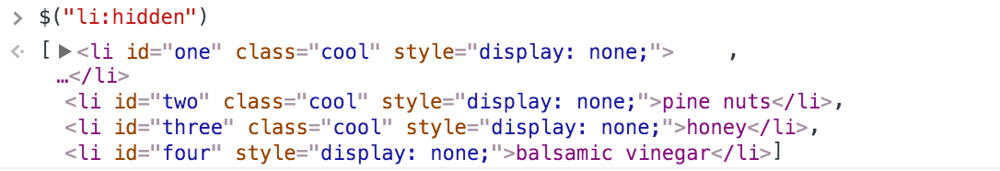 > $("li:hidden")
<· [ ▶<li id="one" class="cool" style="display: none;"> ,
…</li>
<li id="two" class="cool" style="display: none;">pine nuts</li>,
<li id="three" class="cool" style="display: none;">honey</li>,
<li id="four" style="display: none;">balsamic vinegar</li>]